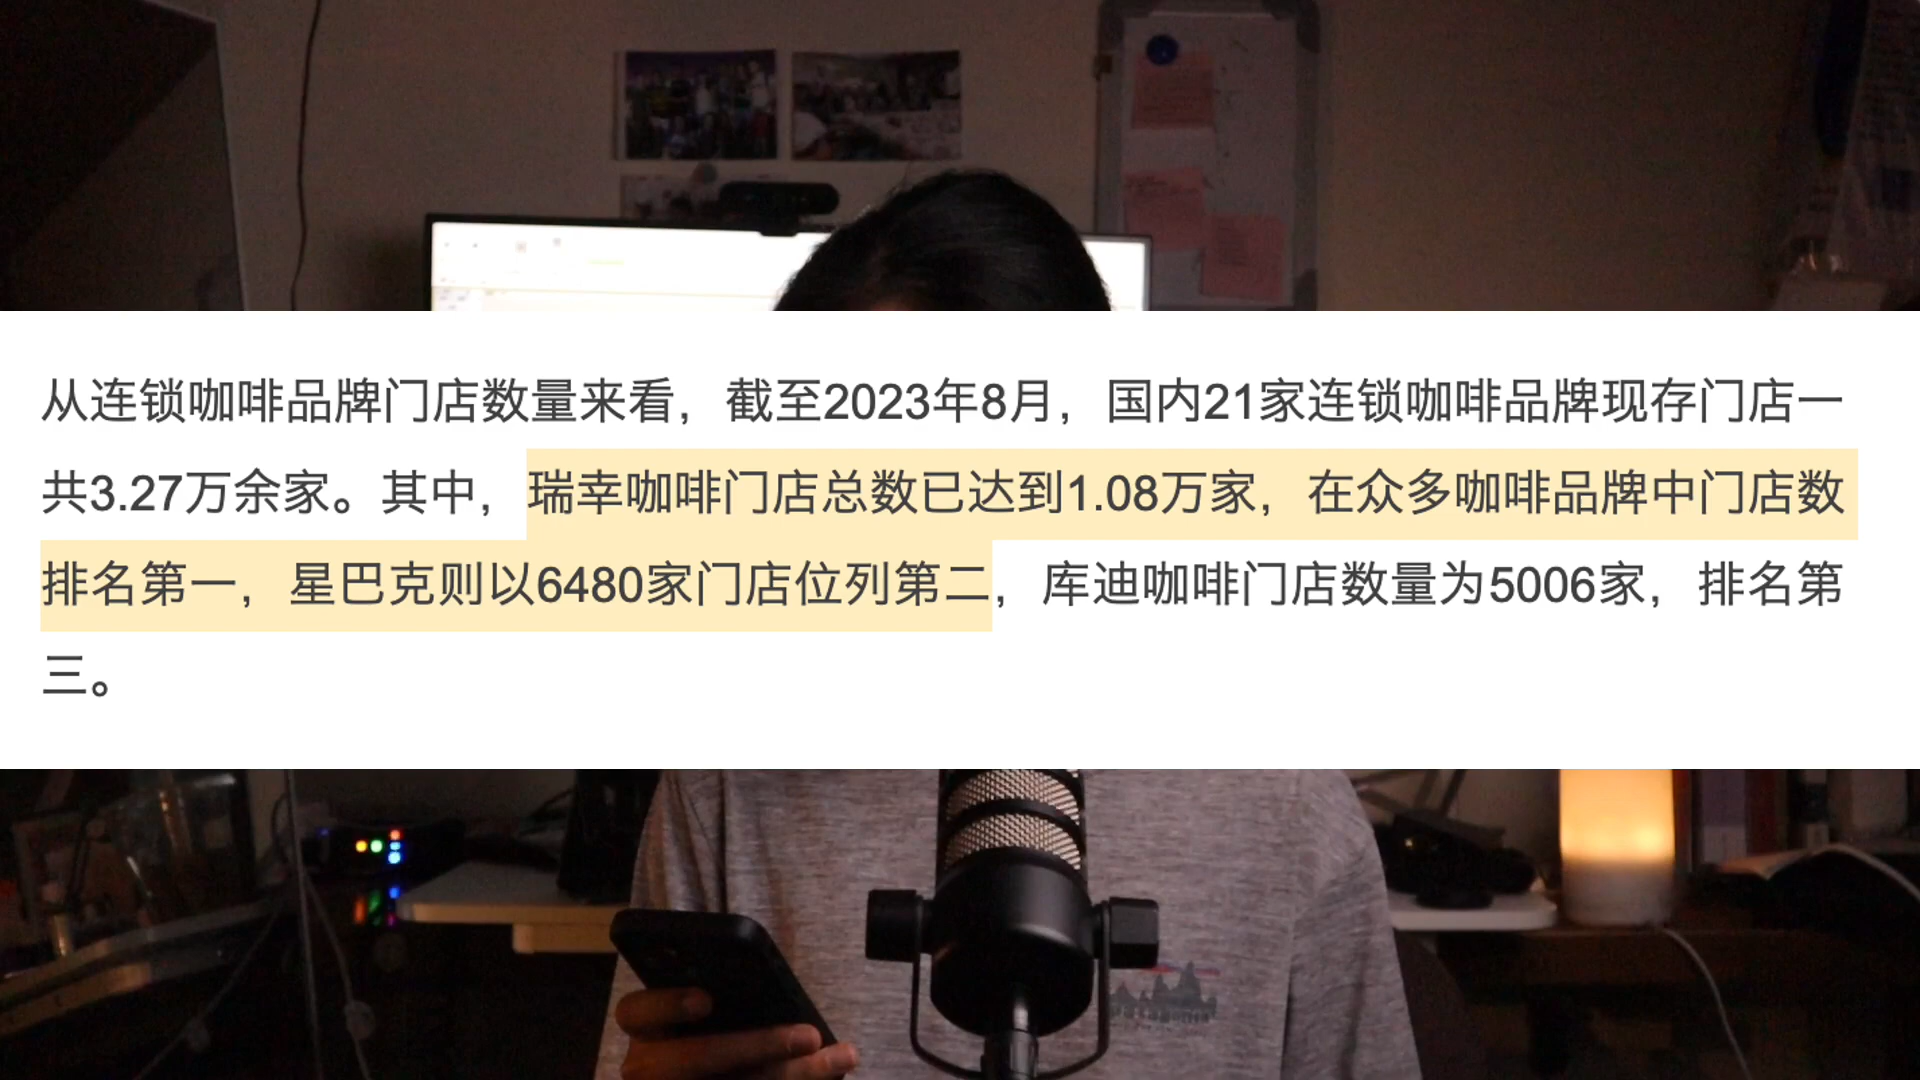 从连锁咖啡品牌门店数量来看，截至2023年8月，国内21家连锁咖啡品牌现存门店一
共3.27万余家。其中，瑞幸咖啡门店总数已达到1.08万家，在众多咖啡品牌中门店数
排名第一，星巴克则以6480家门店位列第二，库迪咖啡门店数量为5006家，排名第
三。